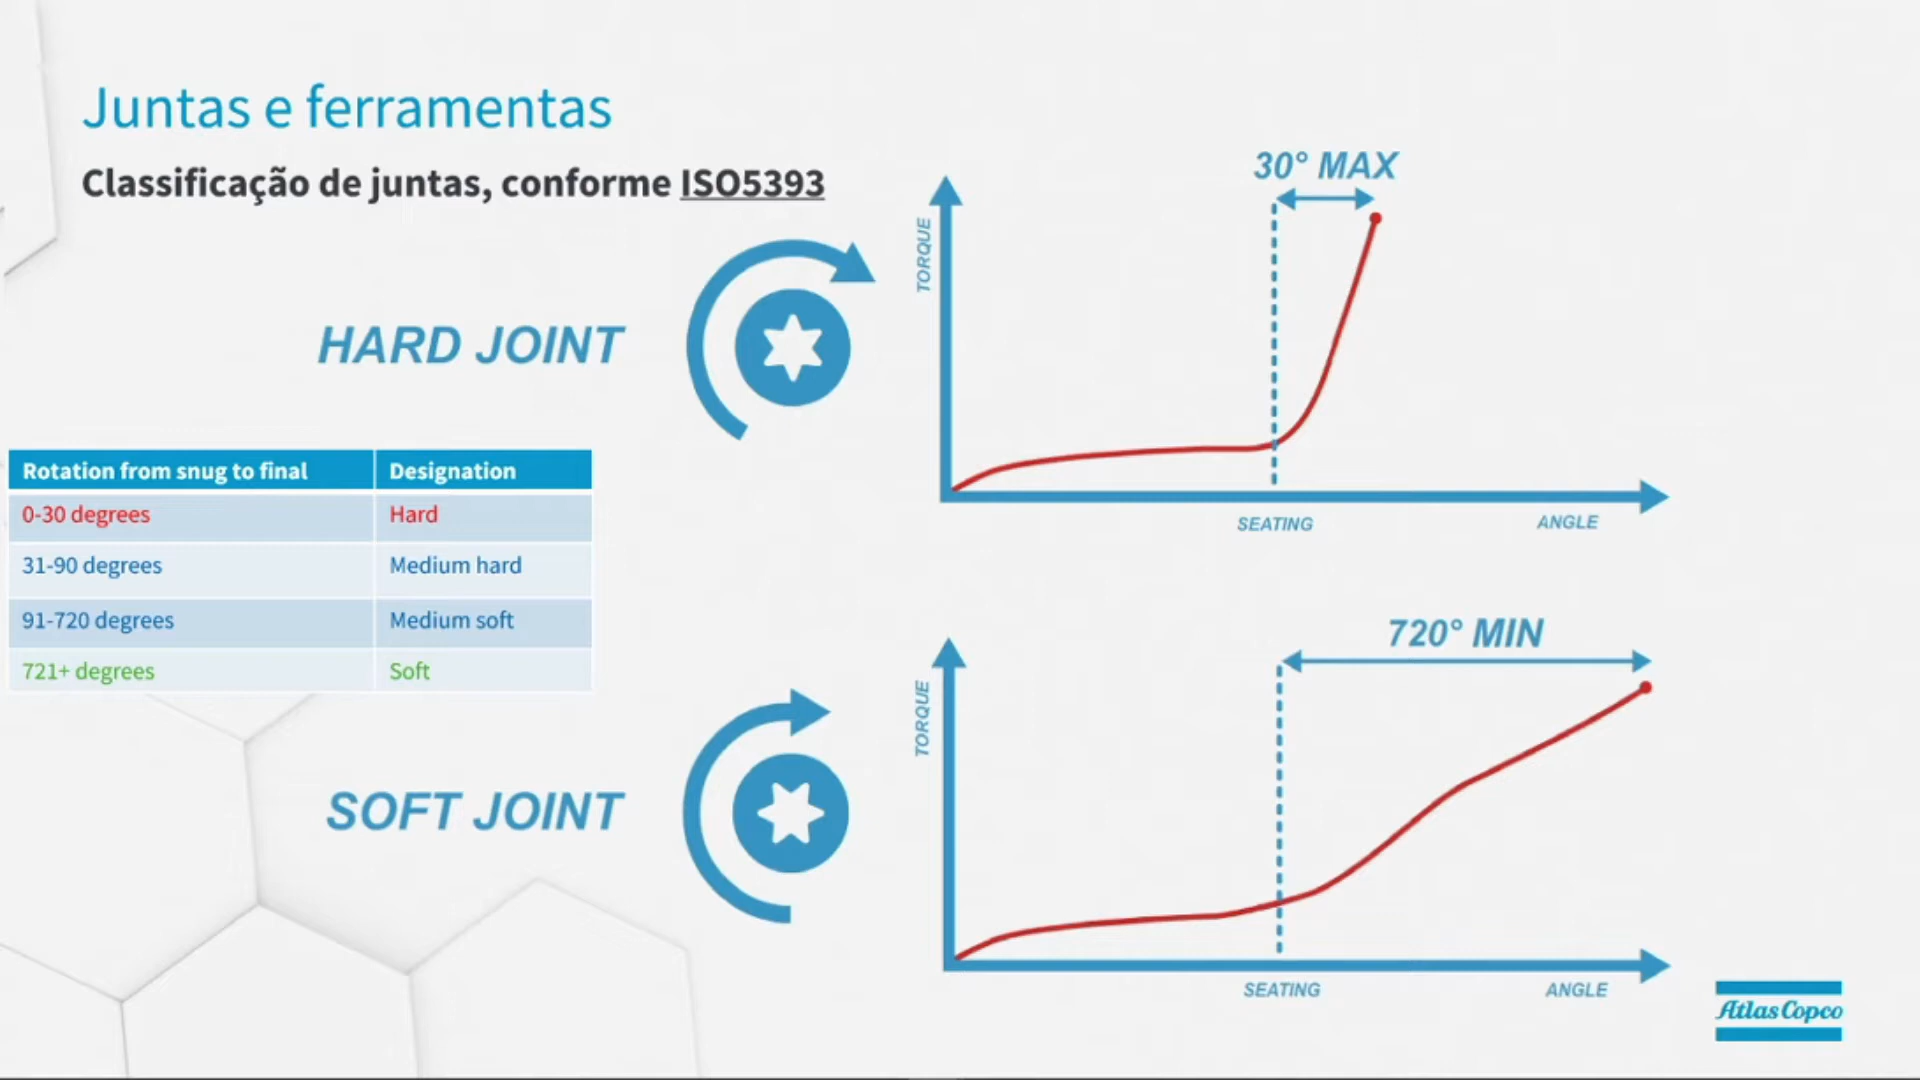 Juntas e ferramentas
Classificação de juntas, conforme ISO5393
HARD JOINT
30° MAX
TORQUE
SEATING
ANGLE
Rotation from snug to final Designation
0-30 degrees Hard
31-90 degrees Medium hard
91-720 degrees Medium soft
721+ degrees Soft
SOFT JOINT
720° MIN
TORQUE
SEATING
ANGLE
Atlas Copco